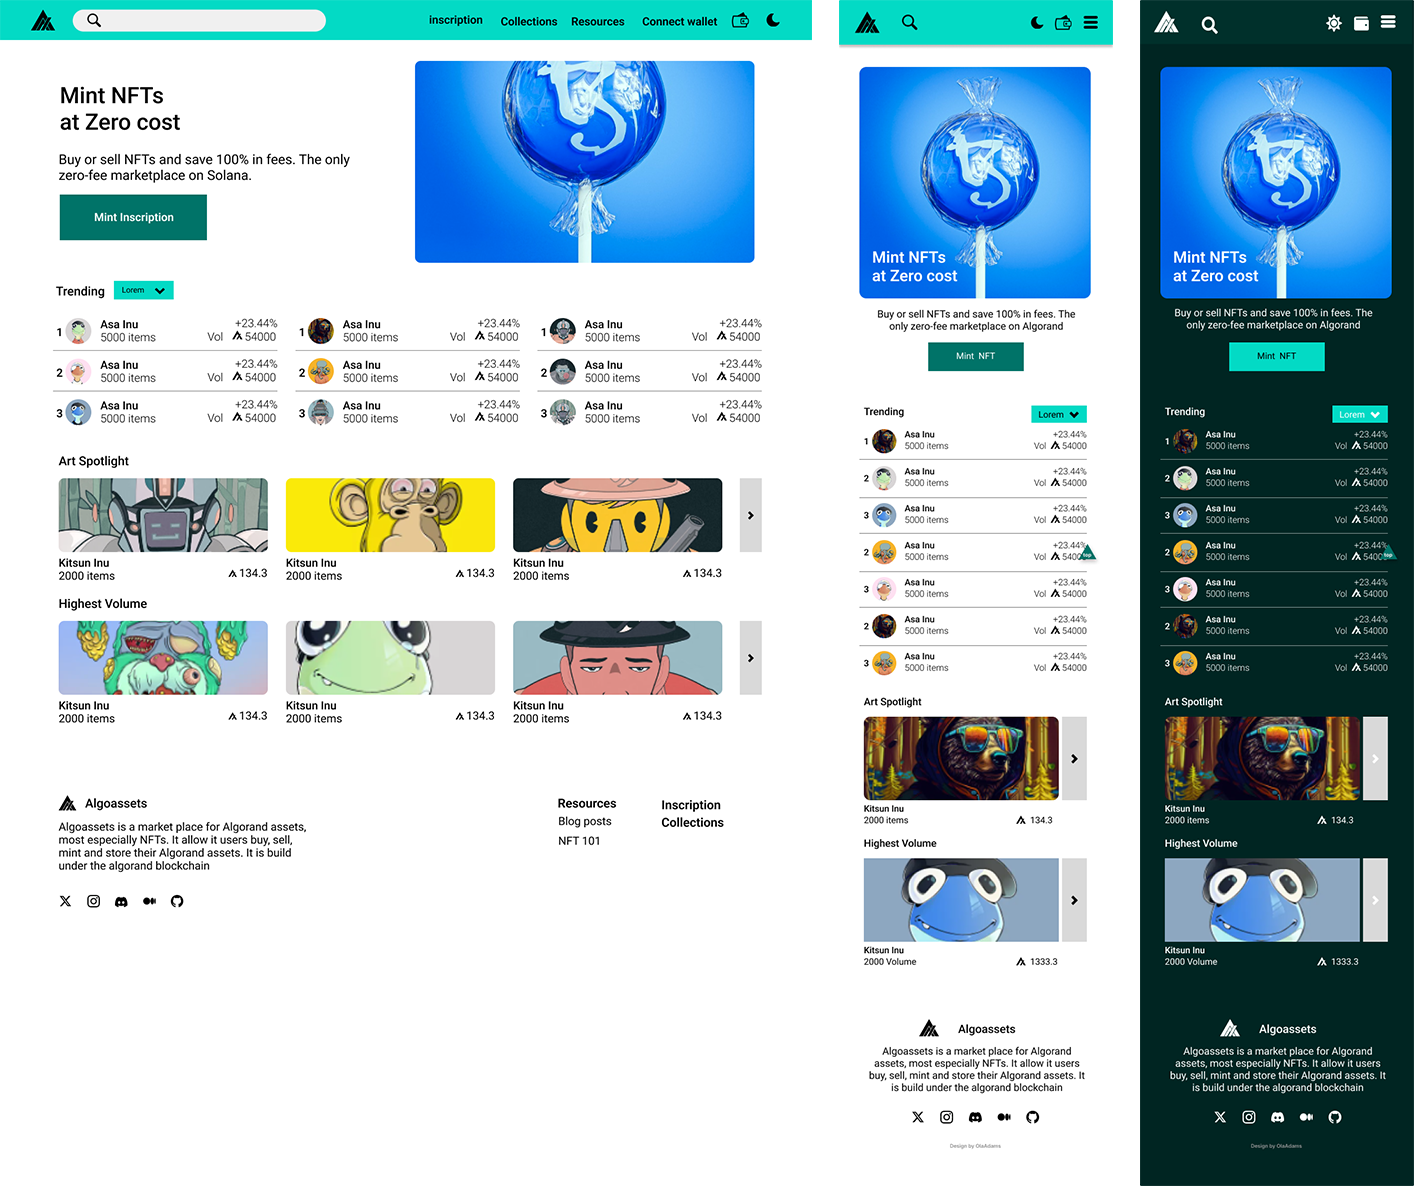 inscription
Collections
Resources
Connect wallet
Mint NFTs
at Zero cost
Buy or sell NFTs and save 100% in fees. The only
zero-fee marketplace on Solana.
Mint Inscription
Trending
Lorem
1 Asa Inu +23.44%
5000 items Vol 54000
1 Asa Inu +23.44%
5000 items Vol 54000
1 Asa Inu +23.44%
5000 items Vol 54000
2 Asa Inu +23.44%
5000 items Vol 54000
2 Asa Inu +23.44%
5000 items Vol 54000
2 Asa Inu +23.44%
5000 items Vol 54000
3 Asa Inu +23.44%
5000 items Vol 54000
3 Asa Inu +23.44%
5000 items Vol 54000
3 Asa Inu +23.44%
5000 items Vol 54000
Art Spotlight
Kitsun Inu
2000 items 134.3
Kitsun Inu
2000 items 134.3
Kitsun Inu
2000 items 134.3
Highest Volume
Kitsun Inu
2000 items 134.3
Kitsun Inu
2000 items 134.3
Kitsun Inu
2000 items 134.3
Algoassets
Algoassets is a market place for Algorand assets,
most especially NFTs. It allow it users buy, sell,
mint and store their Algorand assets. It is build
under the algorand blockchain
Resources
Blog posts
NFT 101
Inscription
Collections
Mint NFTs
at Zero cost
Buy or sell NFTs and save 100% in fees. The
only zero-fee marketplace on Algorand
Mint NFT
Trending
Lorem
1 Asa Inu +23.44%
5000 items Vol 54000
2 Asa Inu +23.44%
5000 items Vol 54000
3 Asa Inu +23.44%
5000 items Vol 54000
2 Asa Inu +23.44%
5000 items Vol 54000
top
3 Asa Inu +23.44%
5000 items Vol 54000
2 Asa Inu +23.44%
5000 items Vol 54000
3 Asa Inu +23.44%
5000 items Vol 54000
Art Spotlight
Kitsun Inu
2000 items 134.3
Highest Volume
Kitsun Inu
2000 Volume 1333.3
Algoassets
Algoassets is a market place for Algorand
assets, most especially NFTs. It allow it users
buy, sell, mint and store their Algorand assets. It
is build under the algorand blockchain
Design by OlaAdams
Mint NFTs
at Zero cost
Buy or sell NFTs and save 100% in fees. The
only zero-fee marketplace on Algorand
Mint NFT
Trending
Lorem
1 Asa Inu +23.44%
5000 items Vol 54000
2 Asa Inu +23.44%
5000 items Vol 54000
3 Asa Inu +23.44%
5000 items Vol 54000
2 Asa Inu +23.44%
5000 items Vol 54000
top
3 Asa Inu +23.44%
5000 items Vol 54000
2 Asa Inu +23.44%
5000 items Vol 54000
3 Asa Inu +23.44%
5000 items Vol 54000
Art Spotlight
Kitsun Inu
2000 items 134.3
Highest Volume
Kitsun Inu
2000 Volume 1333.3
Algoassets
Algoassets is a market place for Algorand
assets, most especially NFTs. It allow it users
buy, sell, mint and store their Algorand assets. It
is build under the algorand blockchain
Design by OlaAdams